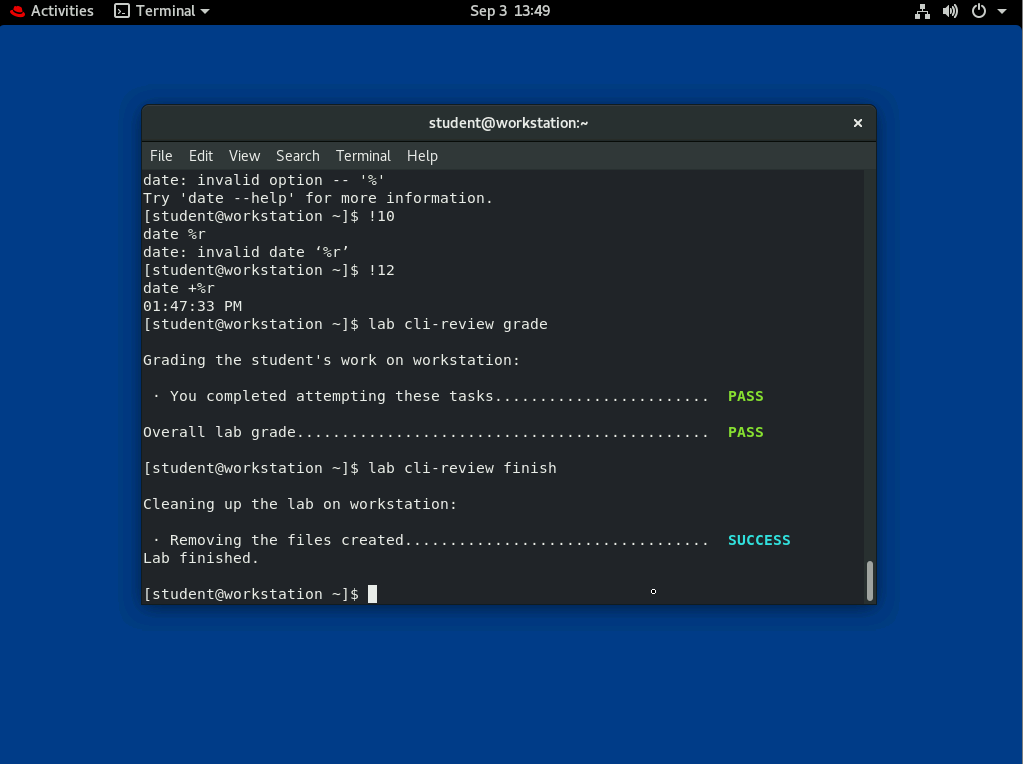 Activities Terminal Sep 3 13:49
student@workstation:~ ×
File Edit View Search Terminal Help
date: invalid option -- '%'
Try 'date --help' for more information.
[student@workstation ~]$ !10
date %r
date: invalid date ‘%r’
[student@workstation ~]$ !12
date +%r
01:47:33 PM
[student@workstation ~]$ lab cli-review grade
Grading the student's work on workstation:
· You completed attempting these tasks........................ PASS
Overall lab grade.............................................. PASS
[student@workstation ~]$ lab cli-review finish
Cleaning up the lab on workstation:
· Removing the files created.................................. SUCCESS
Lab finished.
[student@workstation ~]$